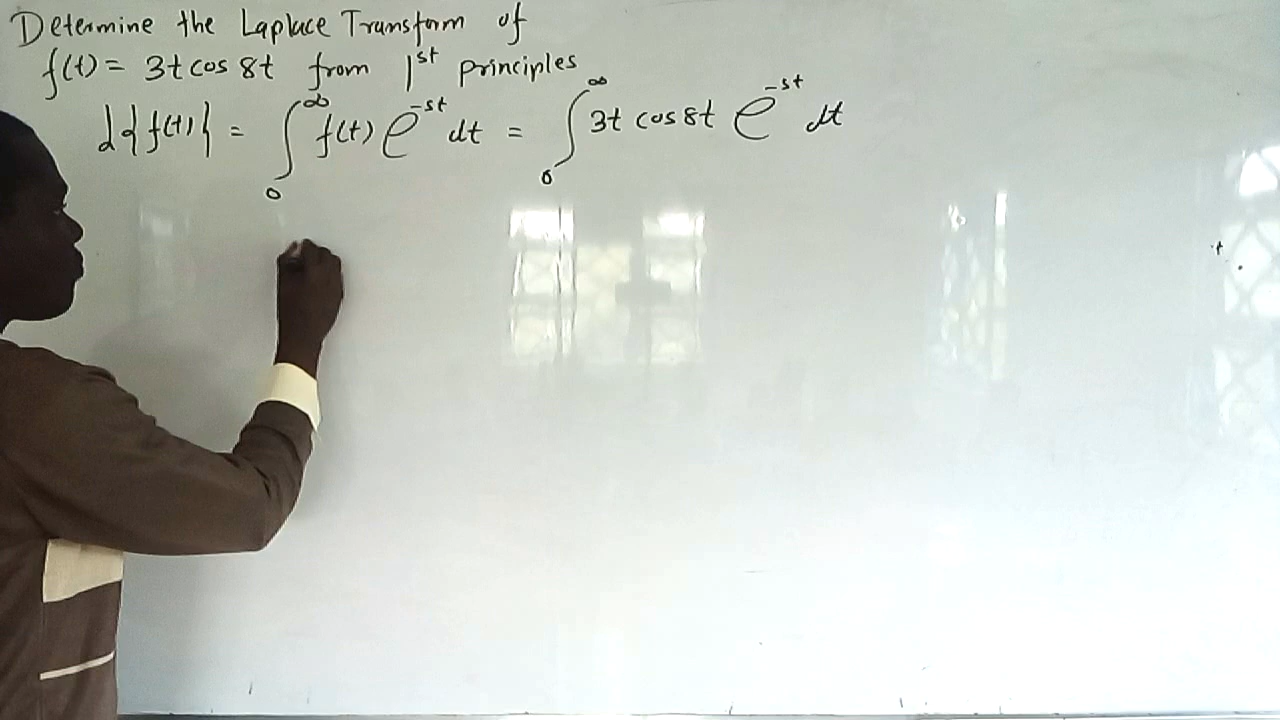 Determine the Laplace Transform of
f(t) = 3t cos 8t from 1st principles
L{f(t)} = ∫₀^∞ f(t) e^-st dt = ∫₀^∞ 3t cos 8t e^-st dt